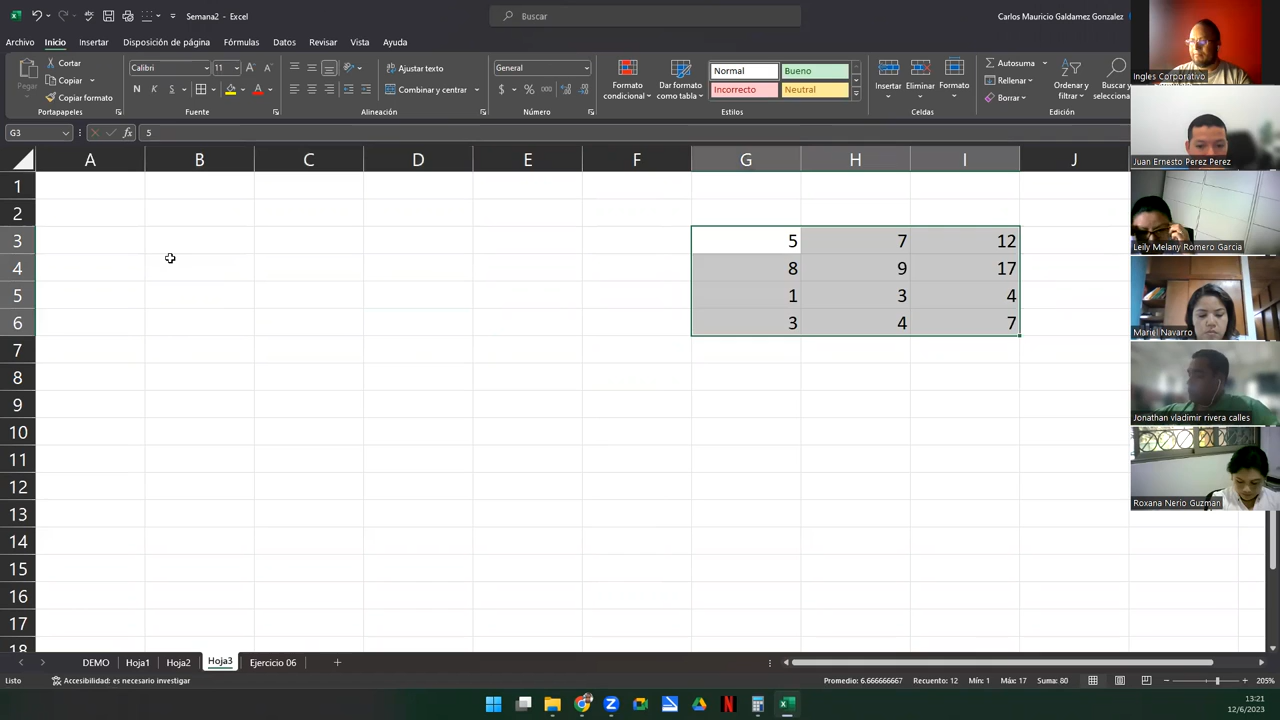 Semana2 - Excel
Buscar
Carlos Mauricio Galdamez Gonzalez
Archivo Inicio Insertar Disposición de página Fórmulas Datos Revisar Vista Ayuda
Pegar
Cortar
Copiar
Copiar formato
Portapapeles
Calibri 11
N K S
Fuente
Ajustar texto
Combinar y centrar
Alineación
General
Número
Formato condicional
Dar formato como tabla
Normal Bueno
Incorrecto Neutral
Estilos
Insertar Eliminar Formato
Celdas
Autosuma
Rellenar
Borrar
Ordenar y filtrar
Buscar y selecciona
Edición
G3 fx 5
A B C D E F G H I J
1
2
3 5 7 12
4 8 9 17
5 1 3 4
6 3 4 7
7
8
9
10
11
12
13
14
15
16
17
18
DEMO Hoja1 Hoja2 Hoja3 Ejercicio 06
Listo Accesibilidad: es necesario investigar Promedio: 6.666666667 Recuento: 12 Mín: 1 Máx: 17 Suma: 80 205%
13:21
12/6/2023
Ingles Corporativo
Juan Ernesto Perez Perez
Leily Melany Romero Garcia
Mariel Navarro
Jonathan vladimir rivera calles
Roxana Nerio Guzman